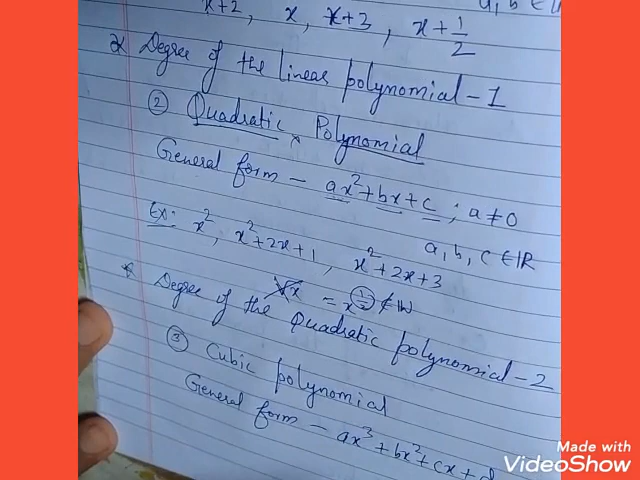 x+2, x, x+3, x+1/2 a, b ∈
* Degree of the linear polynomial - 1
② Quadratic Polynomial
General form - ax²+bx+c ; a≠0
a, b, c ∈ IR
Ex: x², x²+2x+1, x²+2x+3
√x = x^(1/2) ∉ W
* Degree of the Quadratic polynomial - 2
③ Cubic polynomial
General form - ax³+bx²+cx+d
Made with
VideoShow